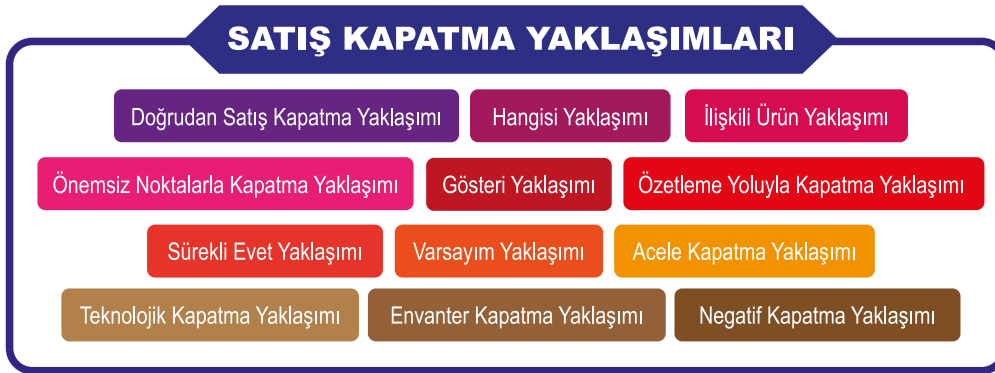 SATIŞ KAPATMA YAKLAŞIMLARI
Doğrudan Satış Kapatma Yaklaşımı
Hangisi Yaklaşımı
İlişkili Ürün Yaklaşımı
Önemsiz Noktalarla Kapatma Yaklaşımı
Gösteri Yaklaşımı
Özetleme Yoluyla Kapatma Yaklaşımı
Sürekli Evet Yaklaşımı
Varsayım Yaklaşımı
Acele Kapatma Yaklaşımı
Teknolojik Kapatma Yaklaşımı
Envanter Kapatma Yaklaşımı
Negatif Kapatma Yaklaşımı